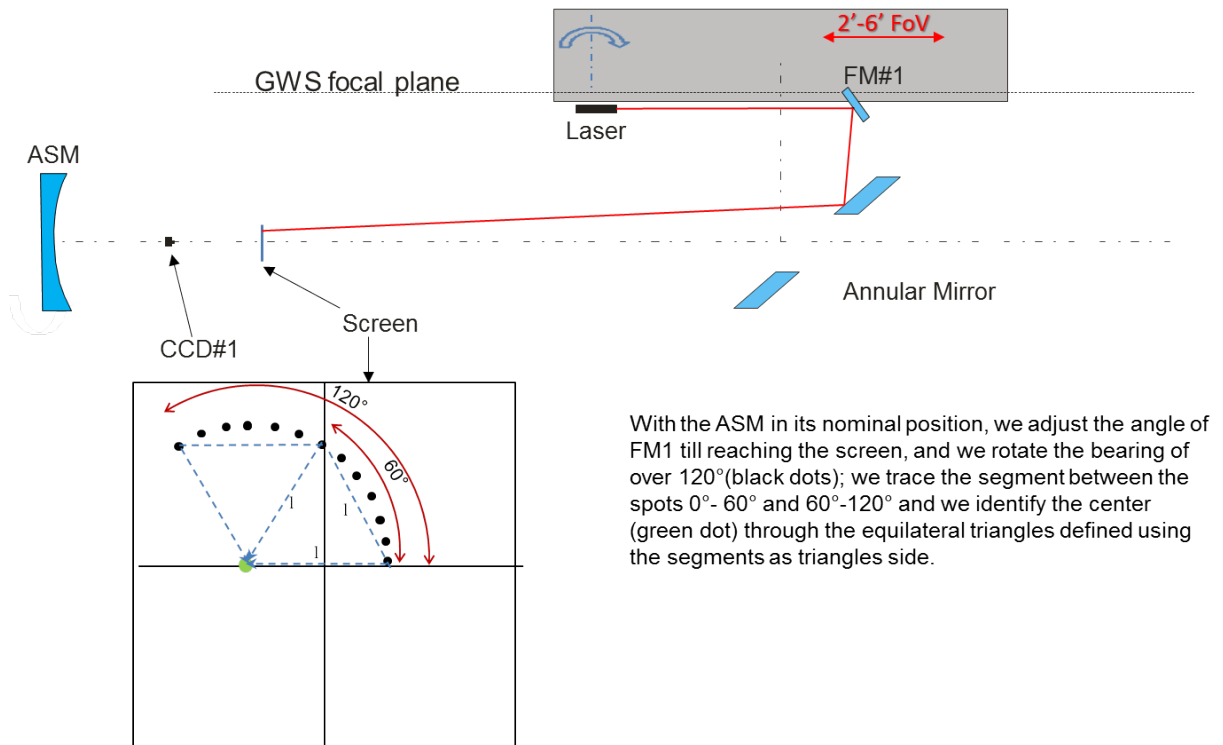 2’-6’ FoV
GWS focal plane
FM#1
Laser
ASM
Annular Mirror
Screen
CCD#1
120°
60°
l
l
l
With the ASM in its nominal position, we adjust the angle of
FM1 till reaching the screen, and we rotate the bearing of
over 120°(black dots); we trace the segment between the
spots 0°- 60° and 60°-120° and we identify the center
(green dot) through the equilateral triangles defined using
the segments as triangles side.